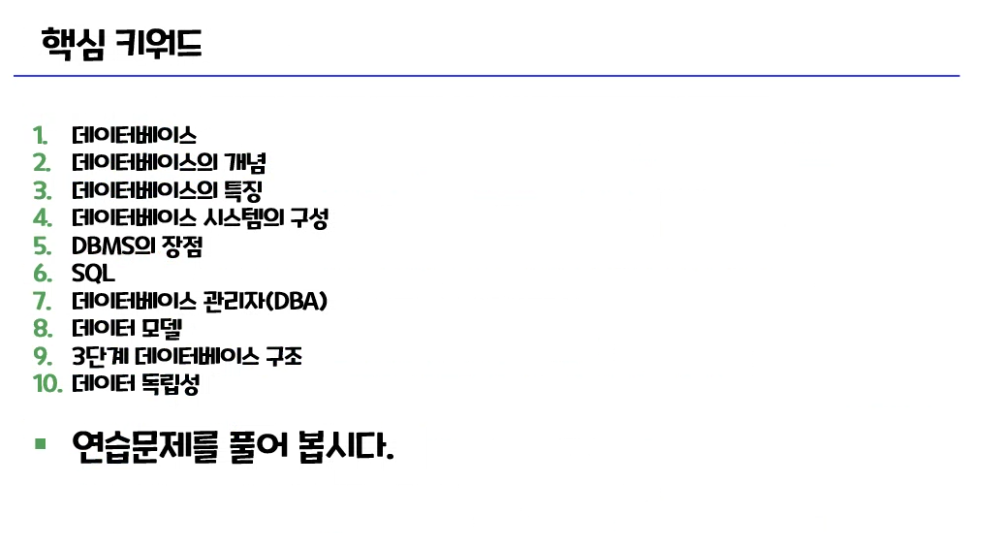 핵심 키워드
1. 데이터베이스
2. 데이터베이스의 개념
3. 데이터베이스의 특징
4. 데이터베이스 시스템의 구성
5. DBMS의 장점
6. SQL
7. 데이터베이스 관리자(DBA)
8. 데이터 모델
9. 3단계 데이터베이스 구조
10. 데이터 독립성
▪ 연습문제를 풀어 봅시다.